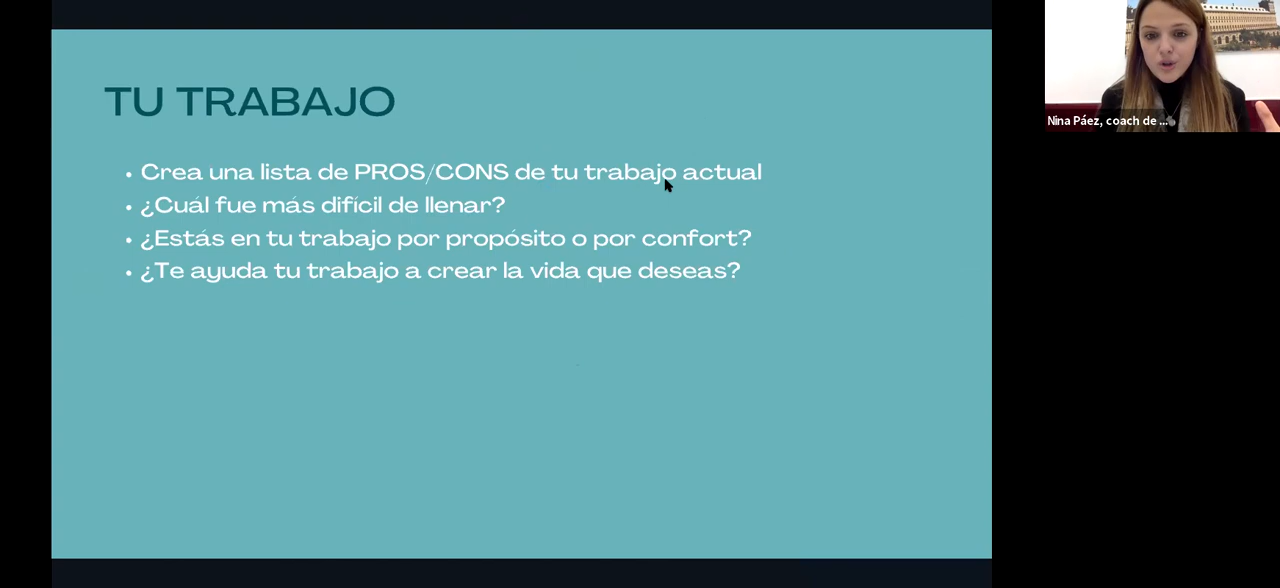 TU TRABAJO
• Crea una lista de PROS/CONS de tu trabajo actual
• ¿Cuál fue más difícil de llenar?
• ¿Estás en tu trabajo por propósito o por confort?
• ¿Te ayuda tu trabajo a crear la vida que deseas?
Nina Páez, coach de ...